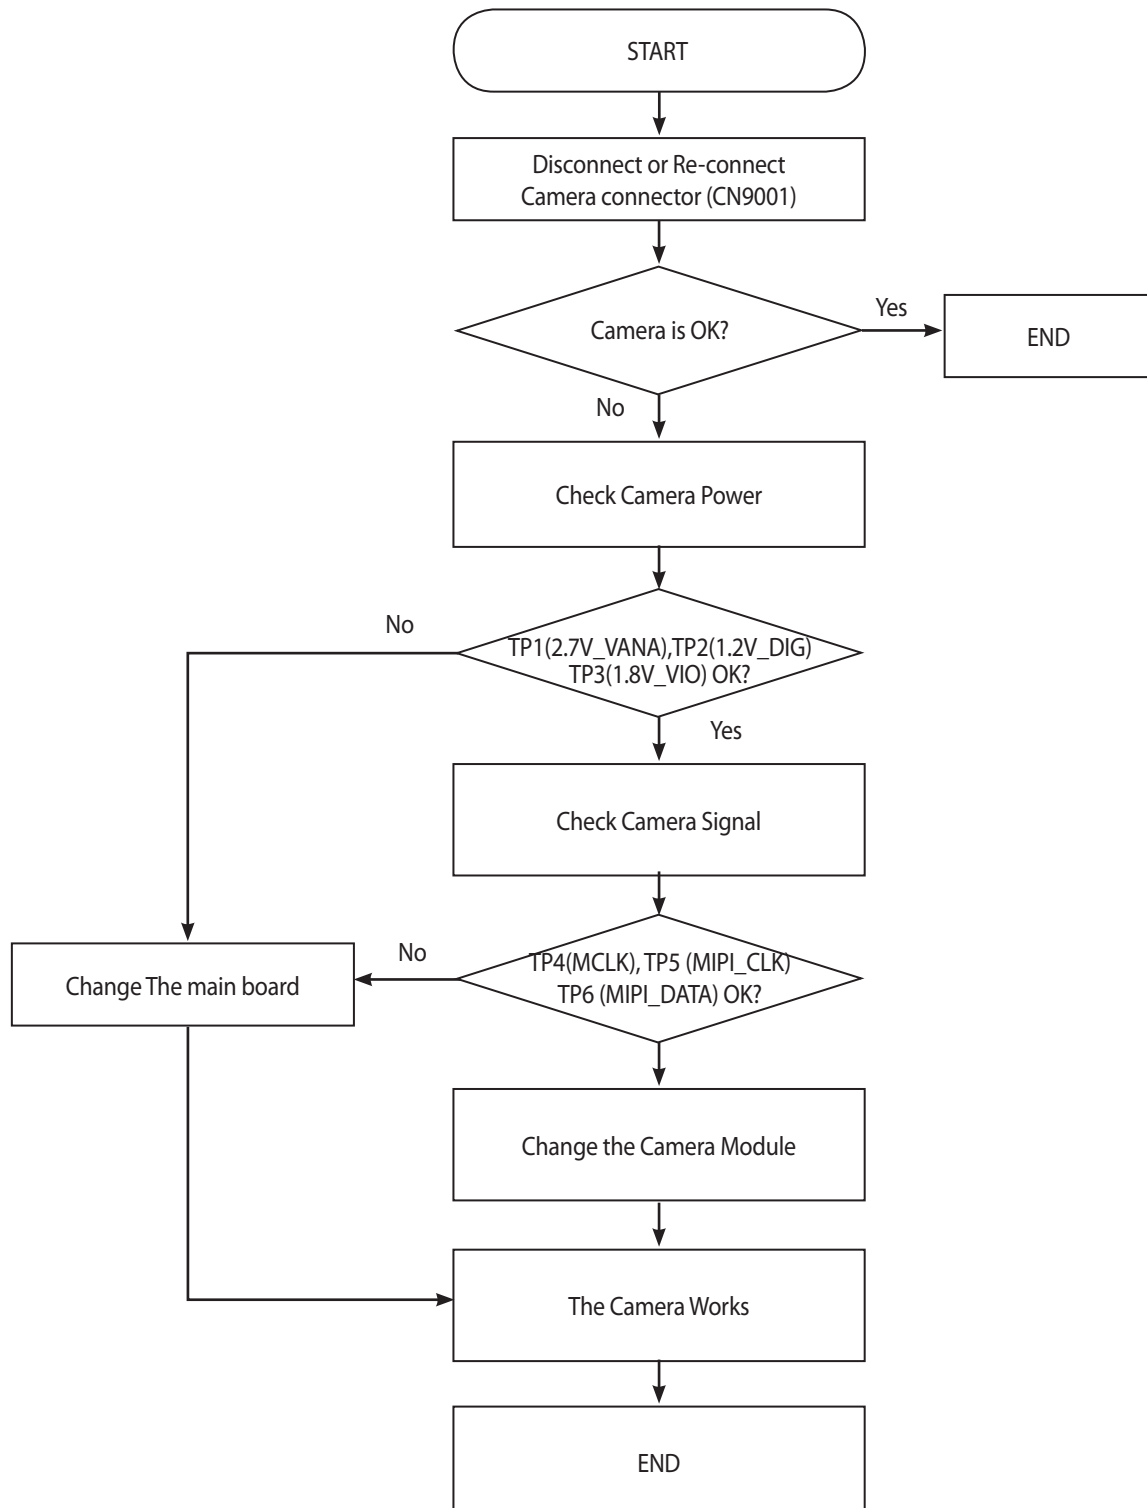 START
Disconnect or Re-connect
Camera connector (CN9001)
Camera is OK?
Yes
END
No
Check Camera Power
No
TP1(2.7V_VANA),TP2(1.2V_DIG)
TP3(1.8V_VIO) OK?
Yes
Check Camera Signal
No
TP4(MCLK), TP5 (MIPI_CLK)
TP6 (MIPI_DATA) OK?
Change The main board
Change the Camera Module
The Camera Works
END